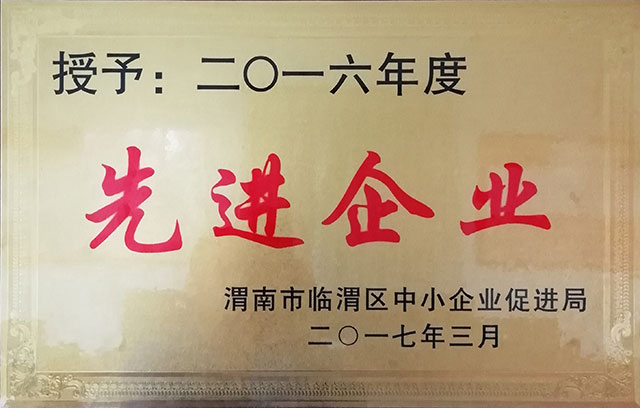 授予：二〇一六年度
先进企业
渭南市临渭区中小企业促进局
二〇一七年三月